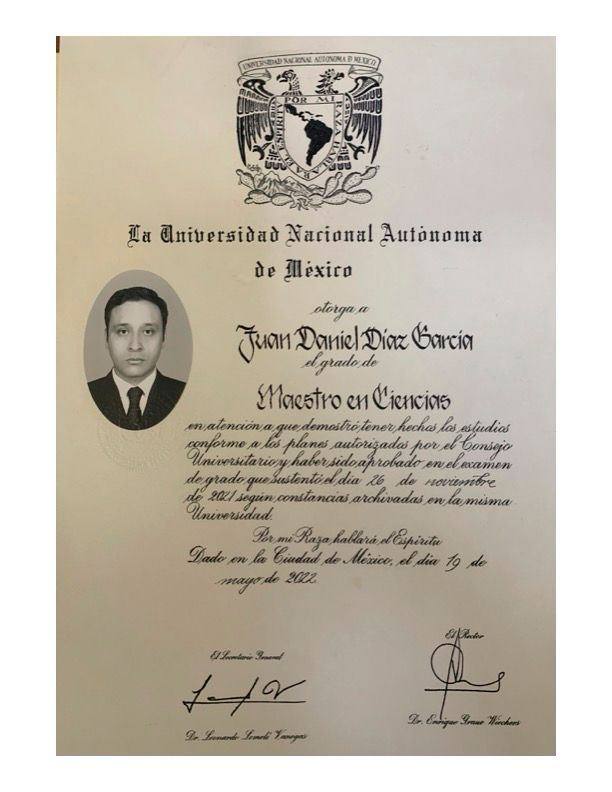 UNIVERSIDAD NACIONAL AUTONOMA D MEXICO
POR MI RAZA HABLARA EL ESPIRITU
La Universidad Nacional Autónoma
de México
otorga a
Juan Daniel Díaz García
el grado de
Maestro en Ciencias
en atención a que demostró tener hechos los estudios
conforme a los planes autorizados por el Consejo
Universitario y haber sido aprobado en el examen
de grado que sustentó el día 26 de noviembre
de 2021 según constancias archivadas en la misma
Universidad.
Por mi Raza hablará el Espíritu
Dado en la Ciudad de México, el día 19 de
mayo de 2022.
El Secretario General
El Rector
Dr. Leonardo Lomelí Vanegas
Dr. Enrique Graue Wiechers